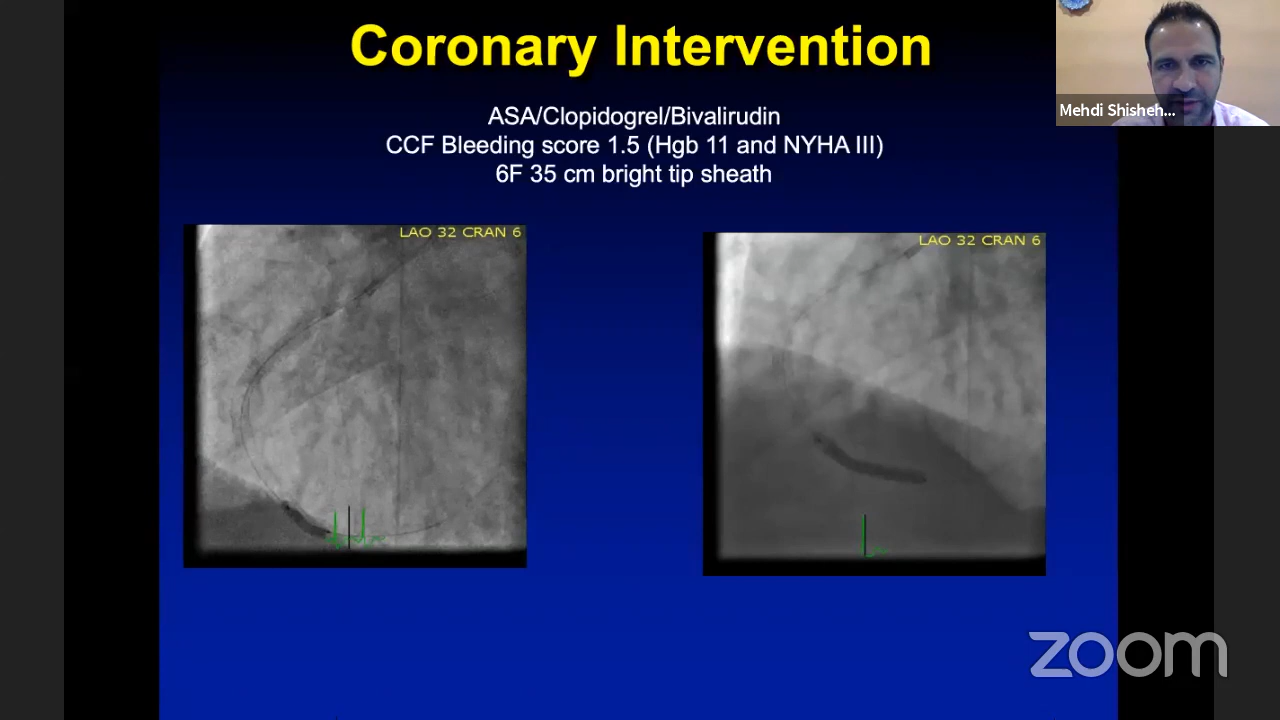 Coronary Intervention
ASA/Clopidogrel/Bivalirudin
CCF Bleeding score 1.5 (Hgb 11 and NYHA III)
6F 35 cm bright tip sheath
Mehdi Shisheh...
LAO 32 CRAN 6
LAO 32 CRAN 6
zoom